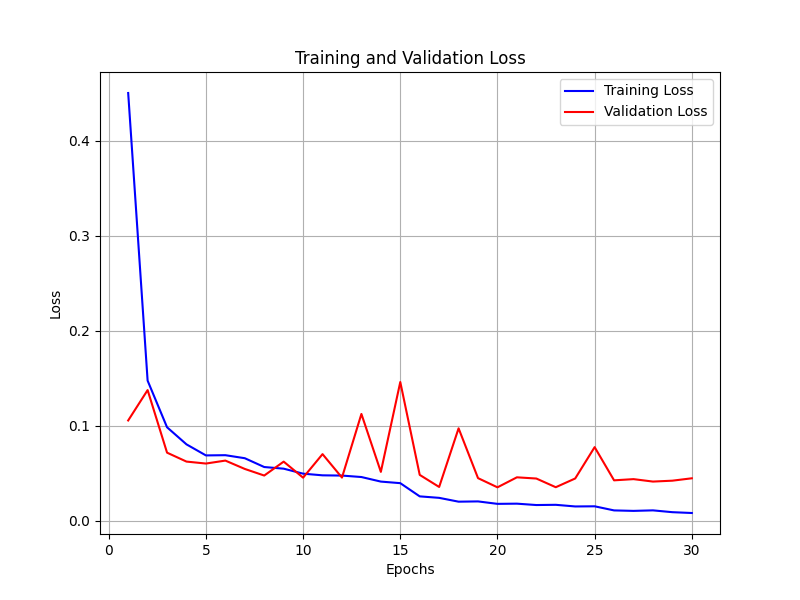 Training and Validation Loss
Training Loss
Validation Loss
Loss
0.4
0.3
0.2
0.1
0.0
0 5 10 15 20 25 30
Epochs